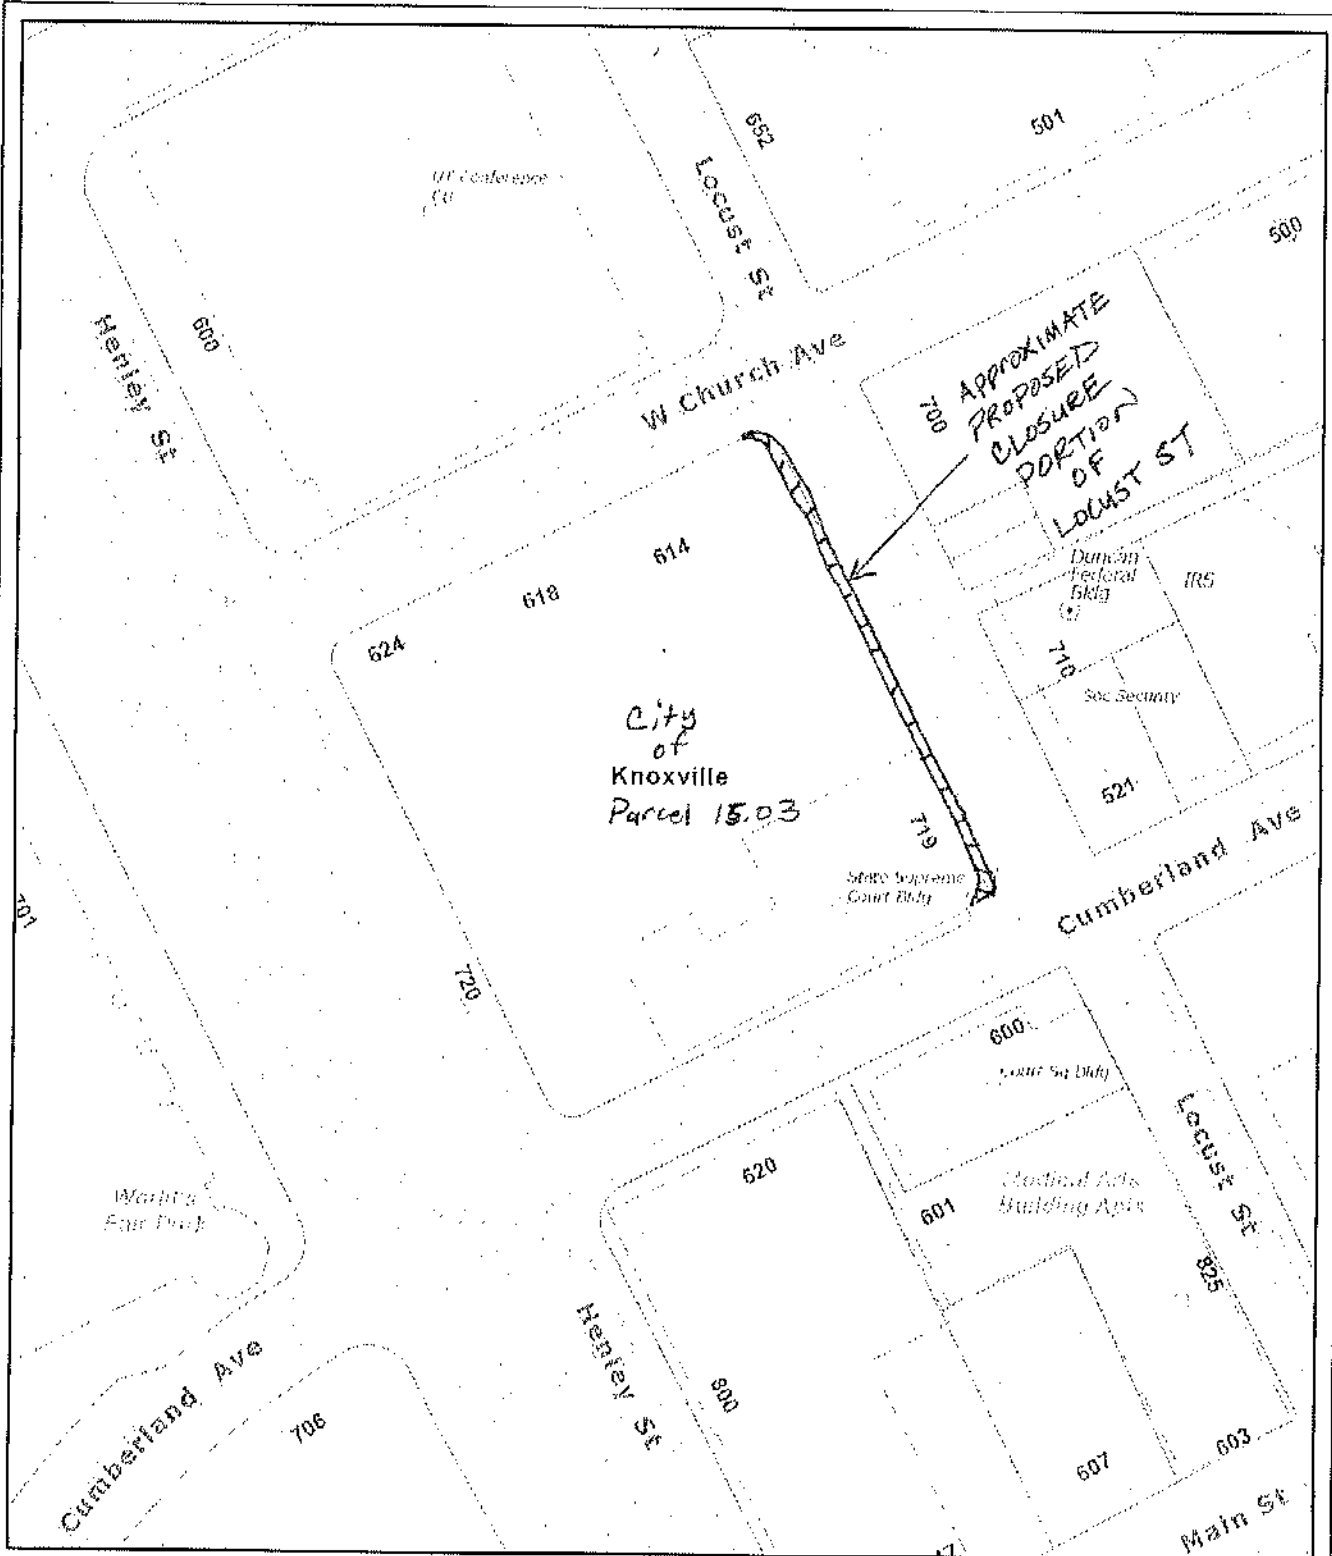 652
501
Locust St
UT Conference
Ctr
500
600
Henley St
W Church Ave
700
APPROXIMATE
PROPOSED
CLOSURE
PORTION
OF
LOCUST ST
614
618
624
Duncan
Federal
Bldg
IRS
710
Soc Security
City
of
Knoxville
Parcel 15.03
521
719
State Supreme
Court Bldg
Cumberland Ave
701
720
600
Court Sq Bldg
Locust St
620
601
Medical Arts
Building Apts
World's
Fair Park
825
Henley St
800
Cumberland Ave
706
607
603
Main St